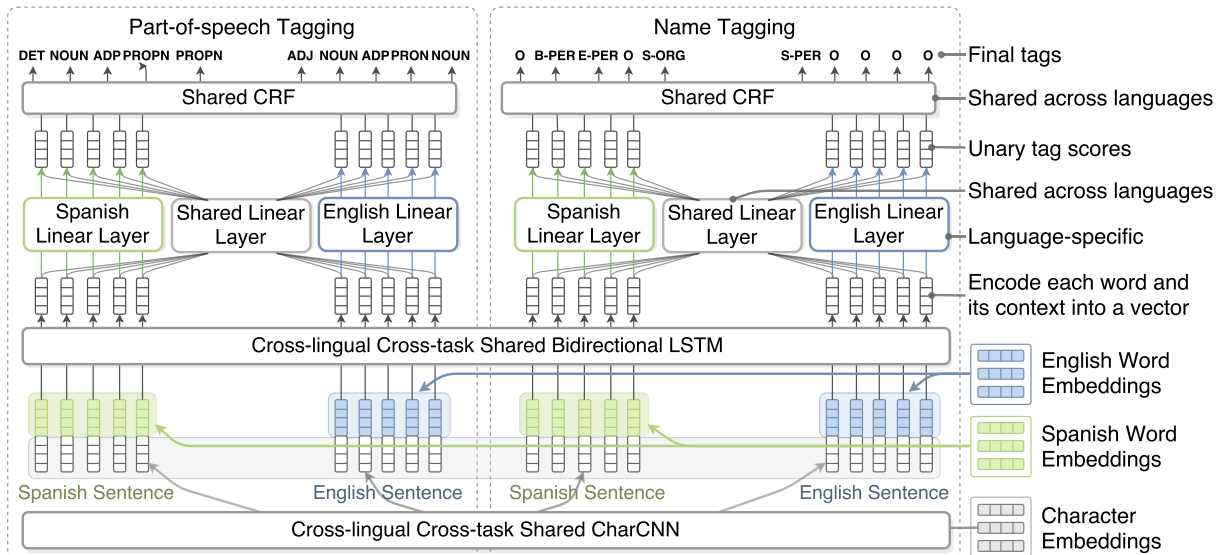 Part-of-speech Tagging
Name Tagging
DET NOUN ADP PROPN PROPN ADJ NOUN ADP PRON NOUN
O B-PER E-PER O S-ORG S-PER O O O O
Final tags
Shared CRF
Shared CRF
Shared across languages
Unary tag scores
Shared across languages
Spanish
Linear Layer
Shared Linear
Layer
English Linear
Layer
Spanish
Linear Layer
Shared Linear
Layer
English Linear
Layer
Language-specific
Encode each word and
its context into a vector
Cross-lingual Cross-task Shared Bidirectional LSTM
English Word
Embeddings
Spanish Word
Embeddings
Spanish Sentence
English Sentence
Spanish Sentence
English Sentence
Cross-lingual Cross-task Shared CharCNN
Character
Embeddings